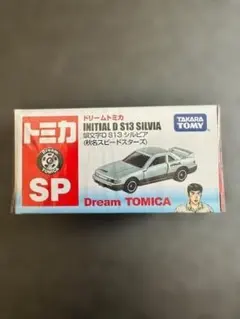 ドリームトミカ
INITIAL D S13 SILVIA
頭文字D S13 シルビア
(秋名スピードスターズ)
TAKARA TOMY
トミカ
SP
Dream TOMICA